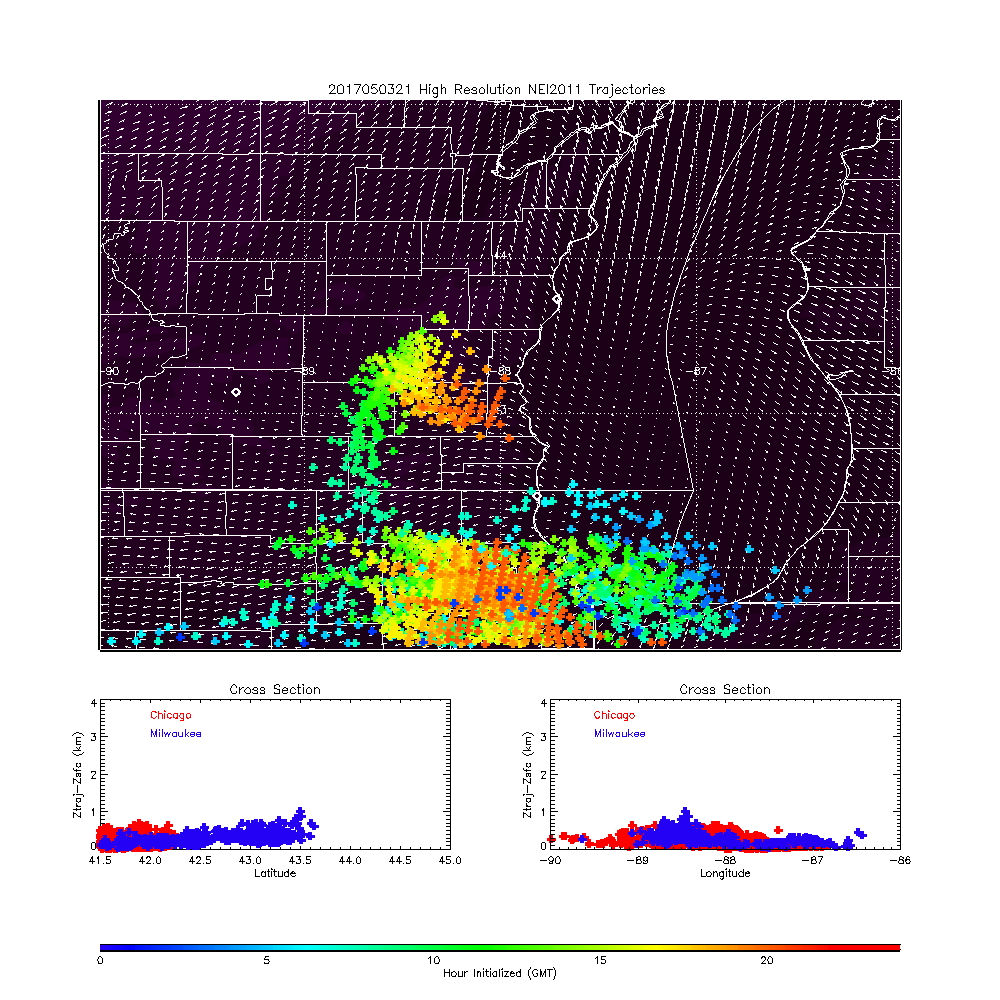 2017050321 High Resolution NEI2011 Trajectories
44
90 89 88 87 86
43
Cross Section Cross Section
Chicago Chicago
Milwaukee Milwaukee
Ztraj-Zsfc (km) Ztraj-Zsfc (km)
4 4
3 3
2 2
1 1
0 0
41.5 42.0 42.5 43.0 43.5 44.0 44.5 45.0 -90 -89 -88 -87 -86
Latitude Longitude
0 5 10 15 20
Hour Initialized (GMT)